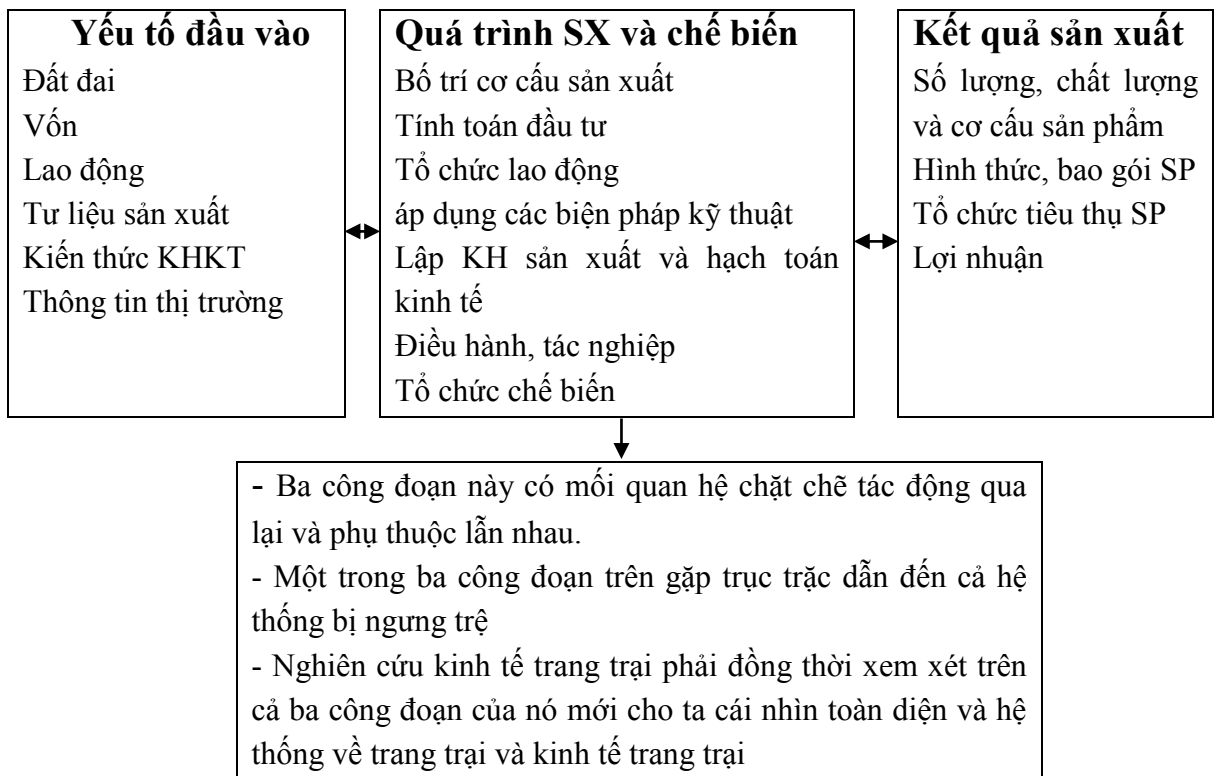 Yếu tố đầu vào
Đất đai
Vốn
Lao động
Tư liệu sản xuất
Kiến thức KHKT
Thông tin thị trường
Quá trình SX và chế biến
Bố trí cơ cấu sản xuất
Tính toán đầu tư
Tổ chức lao động
áp dụng các biện pháp kỹ thuật
Lập KH sản xuất và hạch toán
kinh tế
Điều hành, tác nghiệp
Tổ chức chế biến
Kết quả sản xuất
Số lượng, chất lượng
và cơ cấu sản phẩm
Hình thức, bao gói SP
Tổ chức tiêu thụ SP
Lợi nhuận
- Ba công đoạn này có mối quan hệ chặt chẽ tác động qua
lại và phụ thuộc lẫn nhau.
- Một trong ba công đoạn trên gặp trục trặc dẫn đến cả hệ
thống bị ngưng trệ
- Nghiên cứu kinh tế trang trại phải đồng thời xem xét trên
cả ba công đoạn của nó mới cho ta cái nhìn toàn diện và hệ
thống về trang trại và kinh tế trang trại